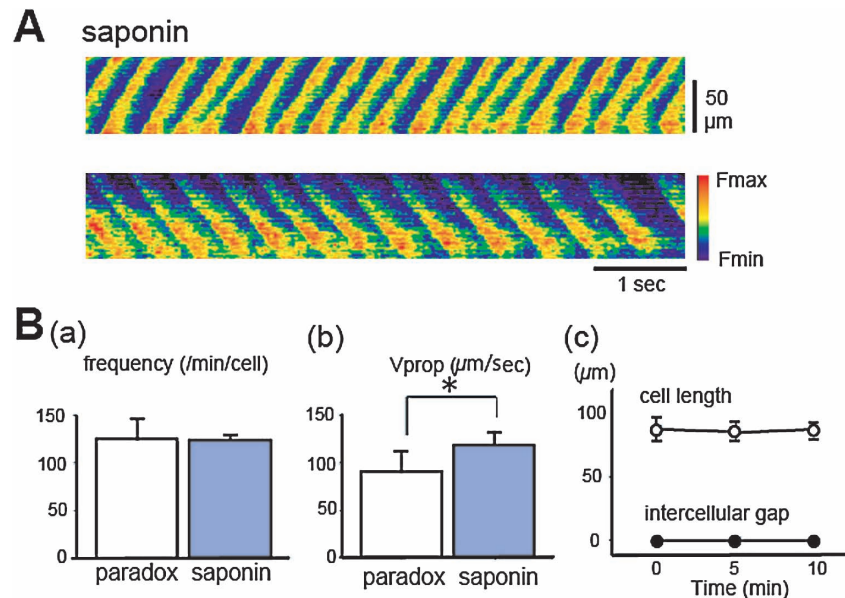 A saponin
50
µm
Fmax
Fmin
1 sec
B (a)
frequency (/min/cell)
150
100
50
0
paradox saponin
(b)
Vprop (µm/sec)
*
150
100
50
0
paradox saponin
(c)
(µm)
cell length
100
50
intercellular gap
0
0 5 10
Time (min)